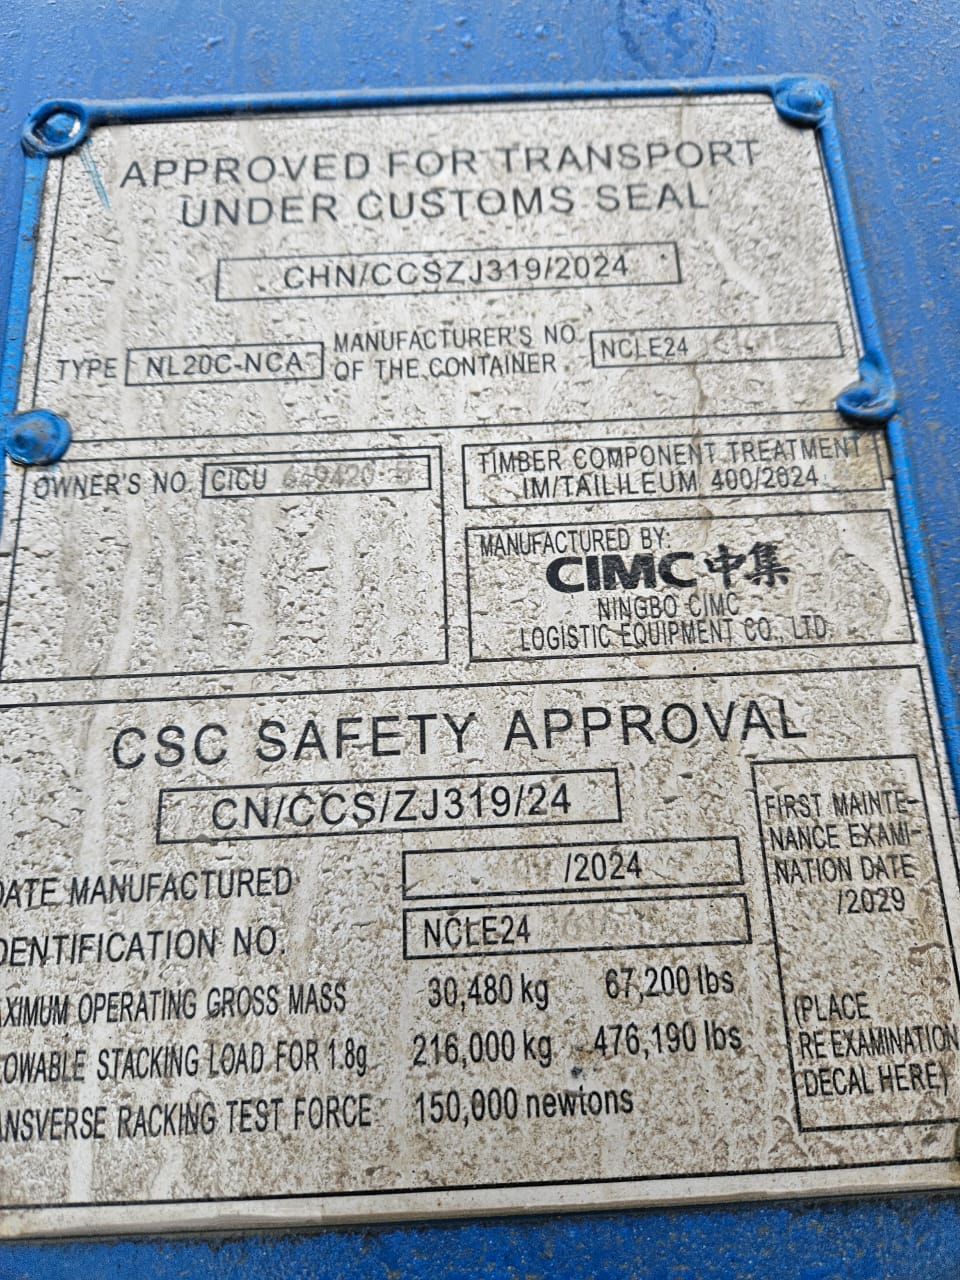 APPROVED FOR TRANSPORT
UNDER CUSTOMS SEAL
CHN/CCSZJ319/2024
TYPE NL20C-NCA
MANUFACTURER'S NO.
OF THE CONTAINER
NCLE24
OWNER'S NO. CICU
TIMBER COMPONENT TREATMENT
IM/TAILILEUM 400/2024
MANUFACTURED BY:
CIMC 中集
NINGBO CIMC
LOGISTIC EQUIPMENT CO., LTD.
CSC SAFETY APPROVAL
CN/CCS/ZJ319/24
DATE MANUFACTURED /2024
IDENTIFICATION NO. NCLE24
AXIMUM OPERATING GROSS MASS 30,480 kg 67,200 lbs
LOWABLE STACKING LOAD FOR 1.8g 216,000 kg 476,190 lbs
ANSVERSE RACKING TEST FORCE 150,000 newtons
FIRST MAINTE-
NANCE EXAMI-
NATION DATE
/2029
(PLACE
RE EXAMINATION
DECAL HERE)